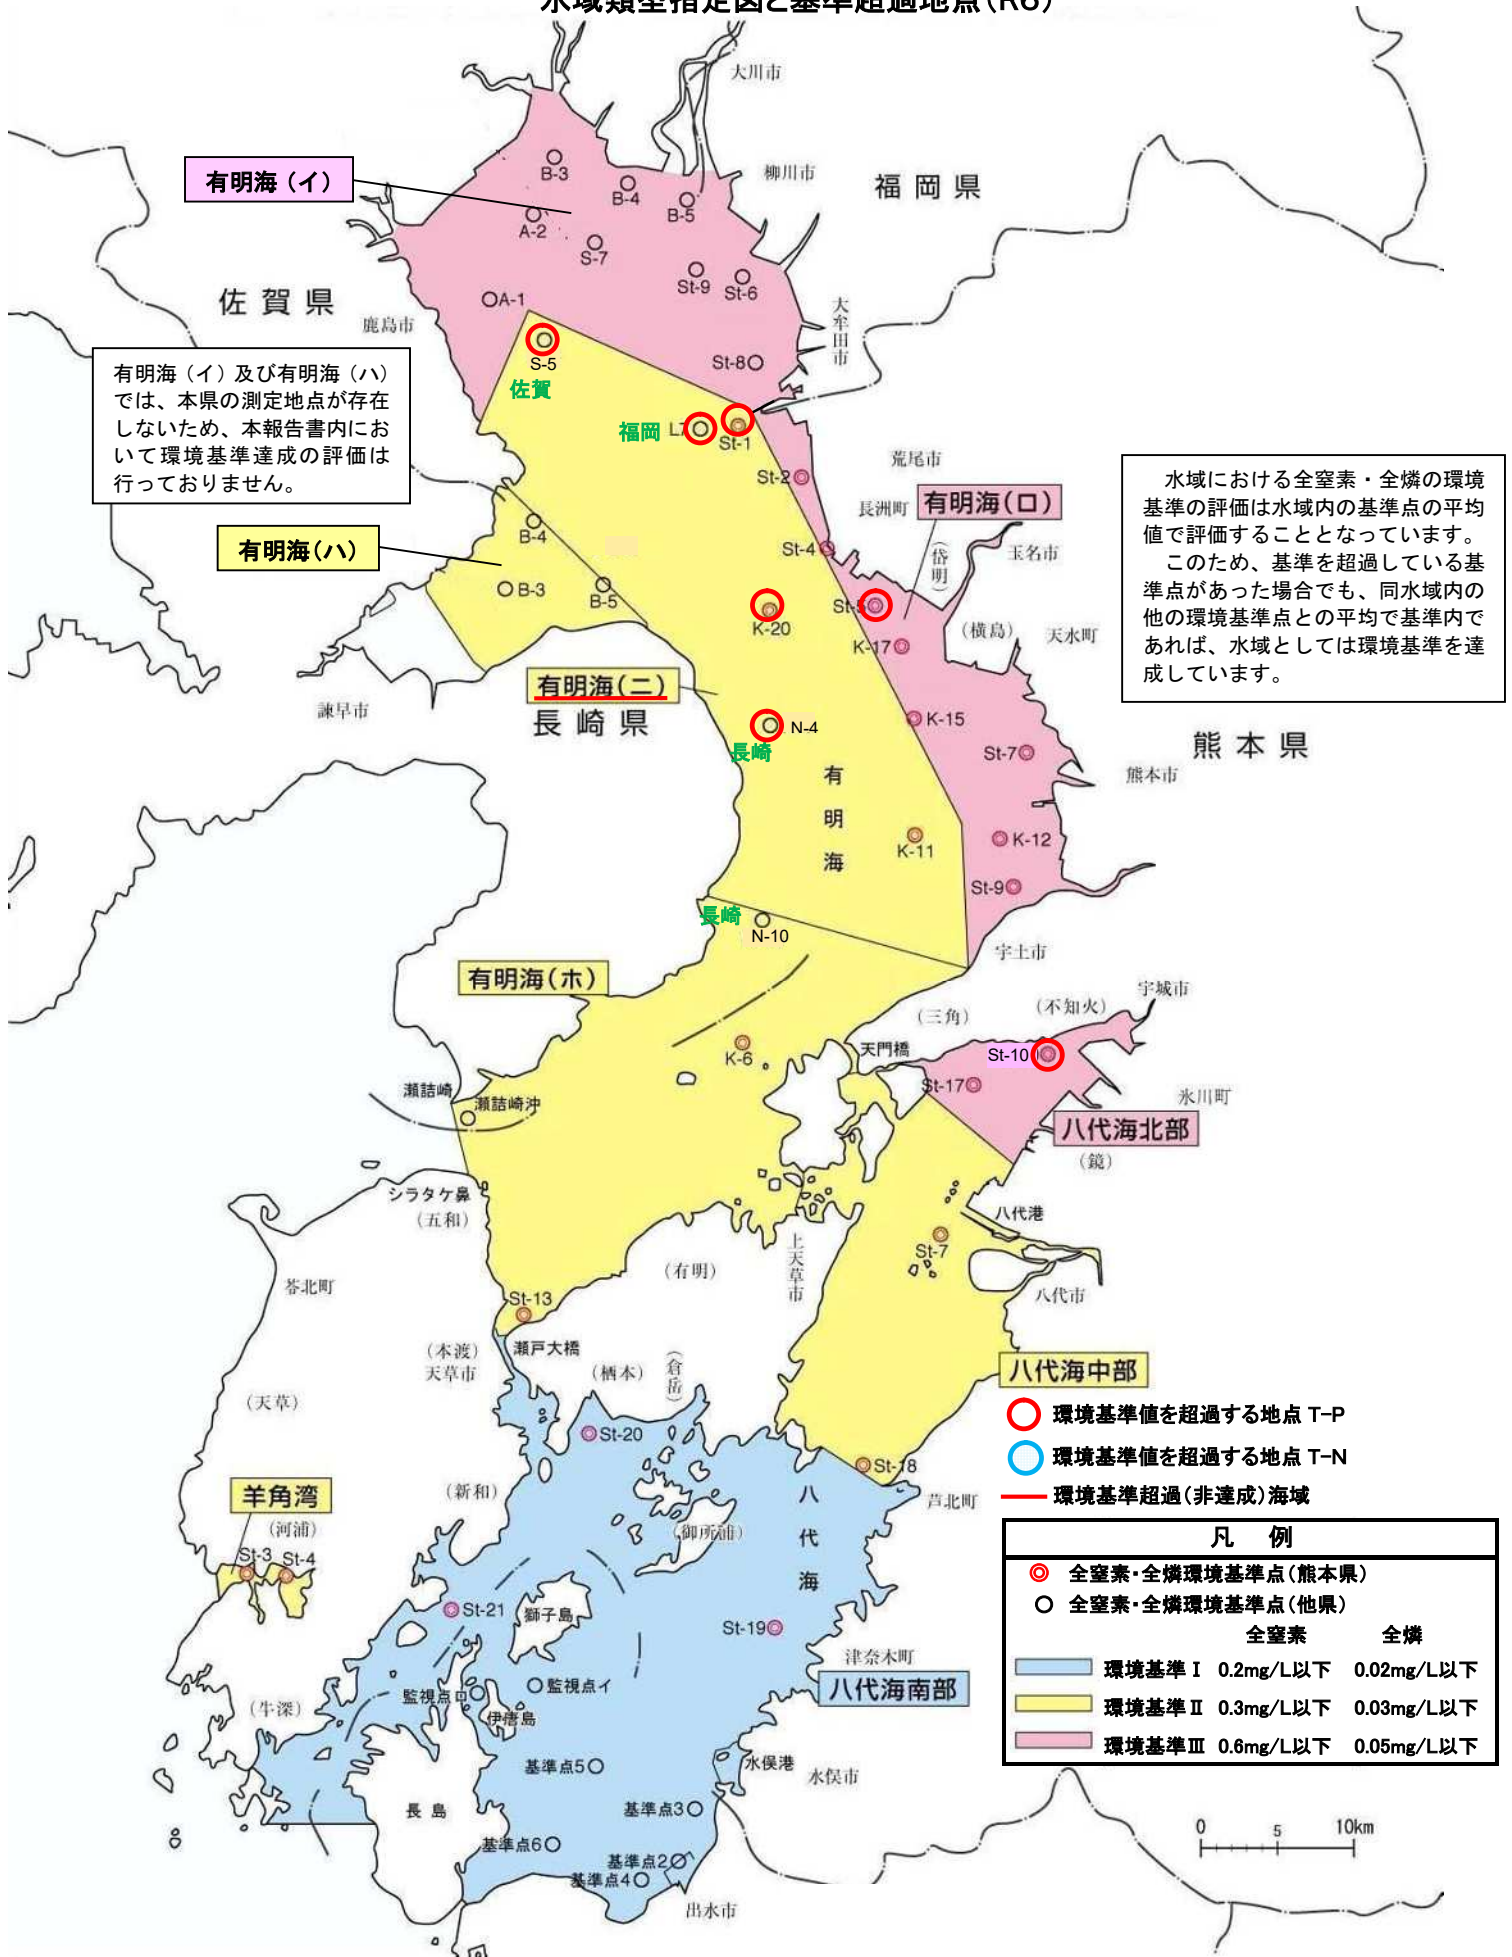 水域類型指定図と基準超過地点(R6)
大川市
柳川市
福岡県
有明海（イ）
B-3
B-4
B-5
A-2
S-7
St-9
St-6
A-1
佐賀県
鹿島市
大牟田市
St-8
S-5
佐賀
有明海（イ）及び有明海（ハ）
では、本県の測定地点が存在
しないため、本報告書内にお
いて環境基準達成の評価は
行っておりません。
福岡
L7
St-1
荒尾市
St-2
長洲町
有明海(ロ)
水域における全窒素・全燐の環境
基準の評価は水域内の基準点の平均
値で評価することとなっています。
このため、基準を超過している基
準点があった場合でも、同水域内の
他の環境基準点との平均で基準内で
あれば、水域としては環境基準を達
成しています。
有明海(ハ)
B-4
B-3
B-5
St-4
(岱明)
玉名市
K-20
St-5
K-17
(横島)
天水町
有明海(ニ)
長崎県
諫早市
N-4
長崎
K-15
St-7
熊本県
熊本市
有明海
K-11
K-12
St-9
長崎
N-10
宇土市
有明海(ホ)
宇城市
(不知火)
(三角)
K-6
天門橋
St-10
St-17
氷川町
瀬詰崎
瀬詰崎沖
八代海北部
(鏡)
シラタケ鼻
(五和)
八代港
St-7
上天草市
(有明)
苓北町
八代市
St-13
瀬戸大橋
(本渡)
天草市
(栖本)
(倉岳)
八代海中部
(天草)
環境基準値を超過する地点 T-P
St-20
環境基準値を超過する地点 T-N
St-18
環境基準超過(非達成)海域
羊角湾
(河浦)
(新和)
芦北町
八代海
(御所浦)
St-3
St-4
凡 例
全窒素・全燐環境基準点(熊本県)
全窒素・全燐環境基準点(他県)
全窒素 全燐
環境基準Ⅰ 0.2mg/L以下 0.02mg/L以下
環境基準Ⅱ 0.3mg/L以下 0.03mg/L以下
環境基準Ⅲ 0.6mg/L以下 0.05mg/L以下
St-21
獅子島
St-19
津奈木町
八代海南部
監視点ロ
監視点イ
伊唐島
(牛深)
基準点5
水俣港
水俣市
長島
基準点3
基準点6
基準点2
基準点4
出水市
0 5 10km